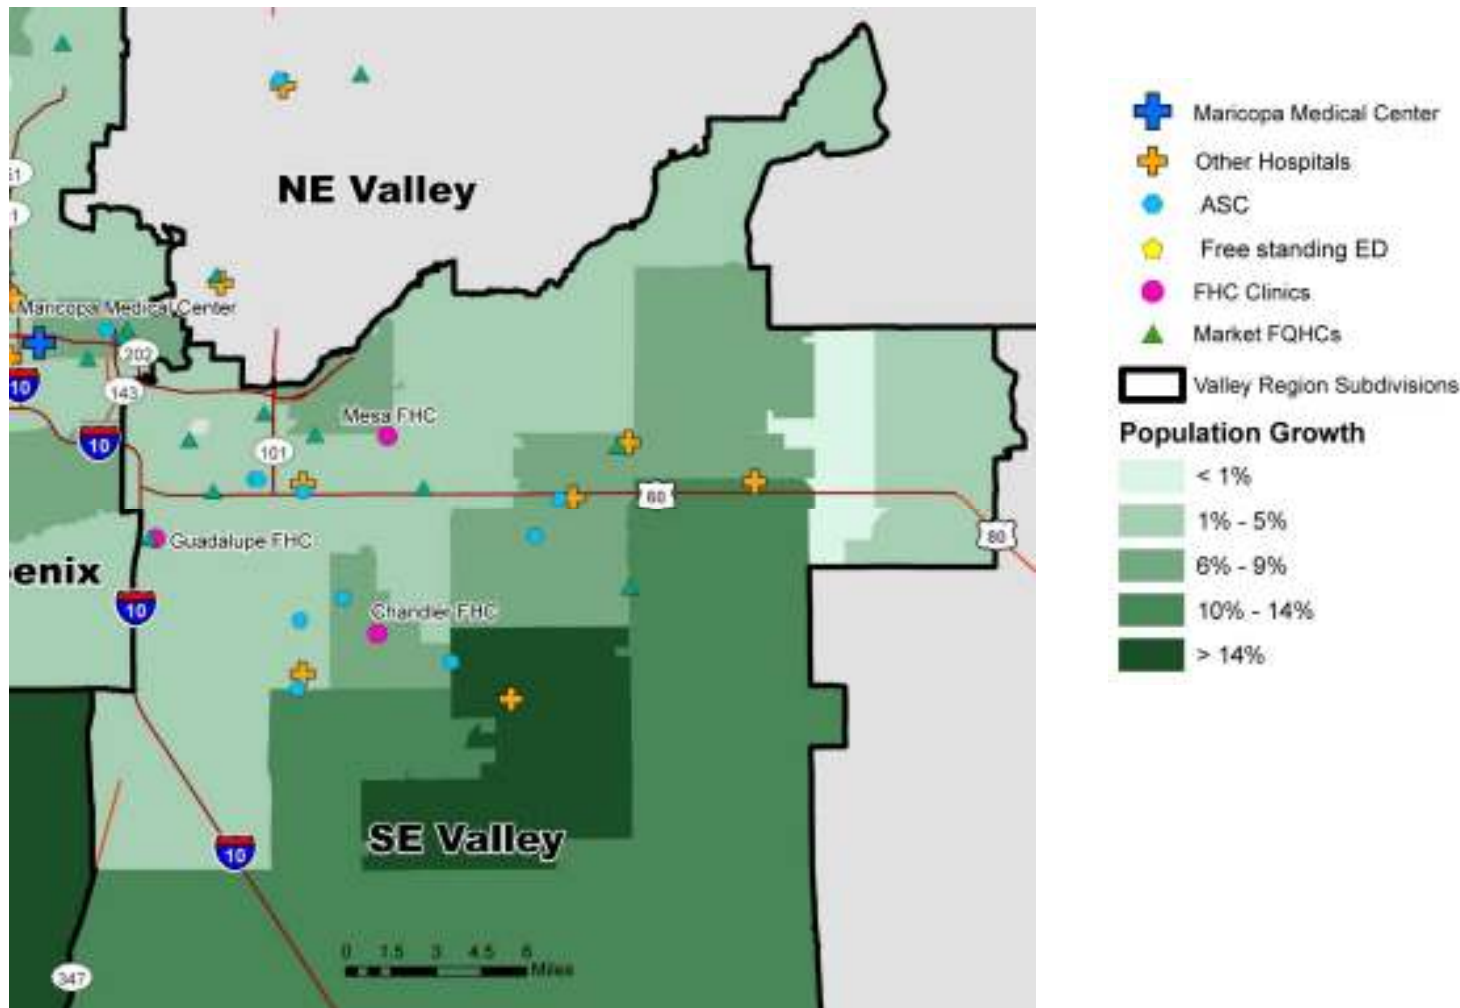 NE Valley
51
1
Maricopa Medical Center
202
10
143
10
Mesa FHC
101
60
Guadalupe FHC
80
enix
10
Chandler FHC
SE Valley
10
0 1.5 3 4.5 6
Miles
347
Maricopa Medical Center
Other Hospitals
ASC
Free standing ED
FHC Clinics
Market FQHCs
Valley Region Subdivisions
Population Growth
< 1%
1% - 5%
6% - 9%
10% - 14%
> 14%